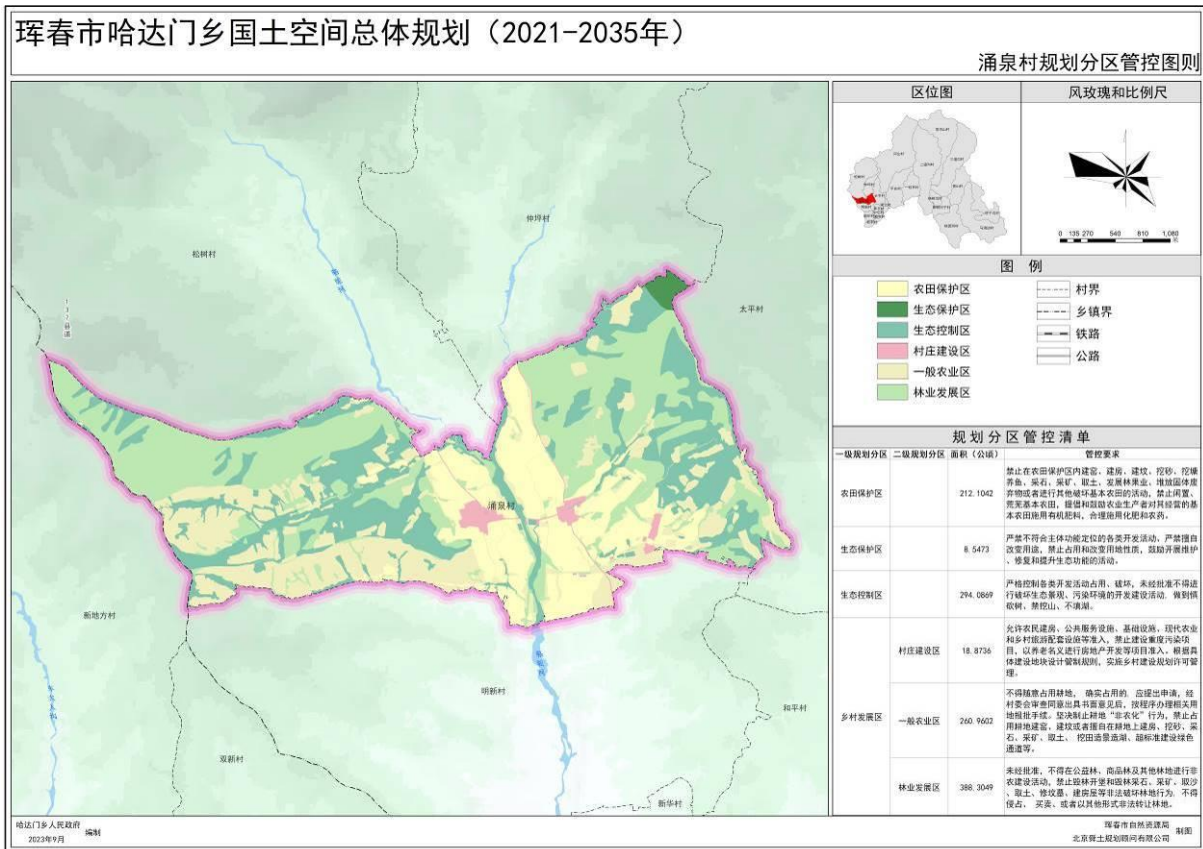 珲春市哈达门乡国土空间总体规划（2021-2035年）
涌泉村规划分区管控图则
松树村
仲坪村
太平村
涌泉村
新地方村
明新村
和平村
双新村
新华村
区位图
风玫瑰和比例尺
0 135 270 540 810 1,080
米
图 例
农田保护区
生态保护区
生态控制区
村庄建设区
一般农业区
林业发展区
村界
乡镇界
铁路
公路
规划分区管控清单
一级规划分区 二级规划分区 面积（公顷） 管控要求
农田保护区 212.1042
禁止在农田保护区内建窑、建房、建坟、挖砂、挖塘
养鱼、采石、采矿、取土、发展林果业、堆放固体废
弃物或者进行其他破坏基本农田的活动。禁止闲置、
荒芜基本农田，提倡和鼓励农业生产者对其经营的基
本农田施用有机肥料，合理施用化肥和农药。
生态保护区 8.5473
严禁不符合主体功能定位的各类开发活动，严禁擅自
改变用途，禁止占用和改变用地性质，鼓励开展维护
、修复和提升生态功能的活动。
生态控制区 294.0869
严格控制各类开发活动占用、破坏，未经批准不得进
行破坏生态景观、污染环境的开发建设活动，做到慎
砍树、禁挖山、不填湖。
乡村发展区
村庄建设区 18.8736
允许农民建房、公共服务设施、基础设施、现代农业
和乡村旅游配套设施等准入，禁止建设重度污染项
目，以养老名义进行房地产开发等项目准入。根据具
体建设地块设计管制规则，实施乡村建设规划许可管
理。
一般农业区 260.9602
不得随意占用耕地， 确实占用的，应提出申请，经
村委会审查同意出具书面意见后，按程序办理相关用
地报批手续。坚决制止耕地“非农化”行为，禁止占
用耕地建窑、建坟或者擅自在耕地上建房、挖砂、采
石、采矿、取土、 挖田造景造湖、超标准建设绿色
通道等。
林业发展区 388.3049
未经批准，不得在公益林、商品林及其他林地进行非
农建设活动，禁止毁林开垦和毁林采石、采矿、取沙
、取土、修坟墓、建房屋等非法破坏林地行为，不得
侵占、 买卖、或者以其他形式非法转让林地。
哈达门乡人民政府 编制
2023年9月
珲春市自然资源局
北京舜土规划顾问有限公司 制图